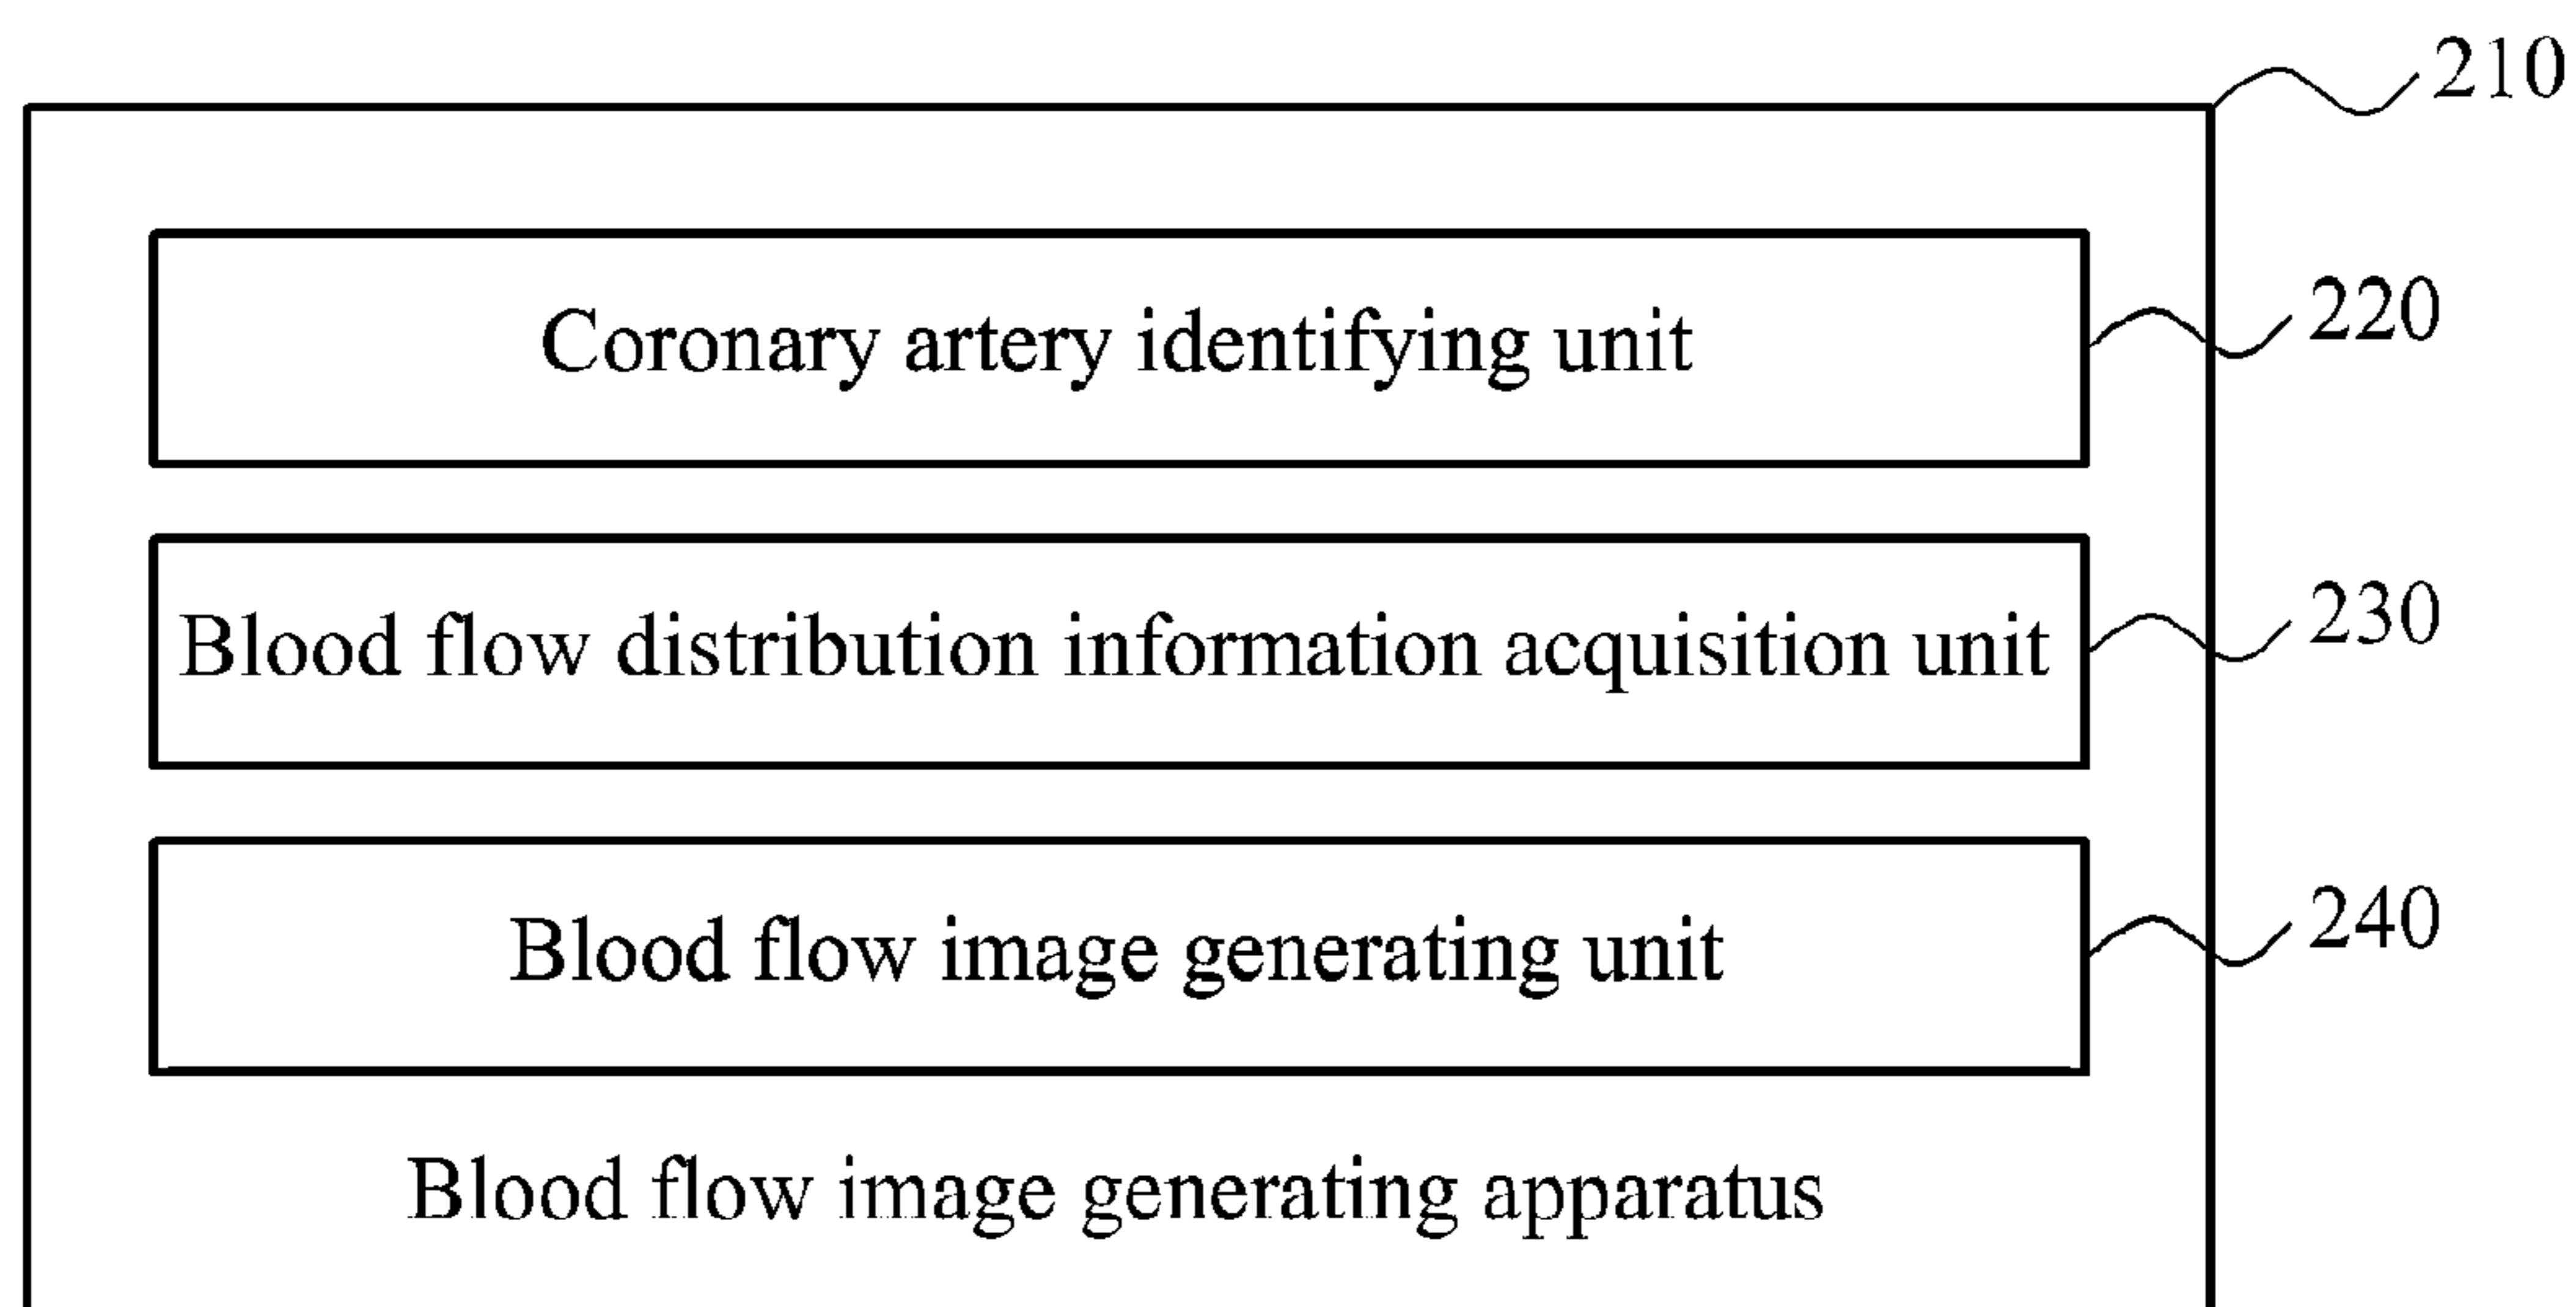 210
Coronary artery identifying unit
220
Blood flow distribution information acquisition unit
230
Blood flow image generating unit
240
Blood flow image generating apparatus